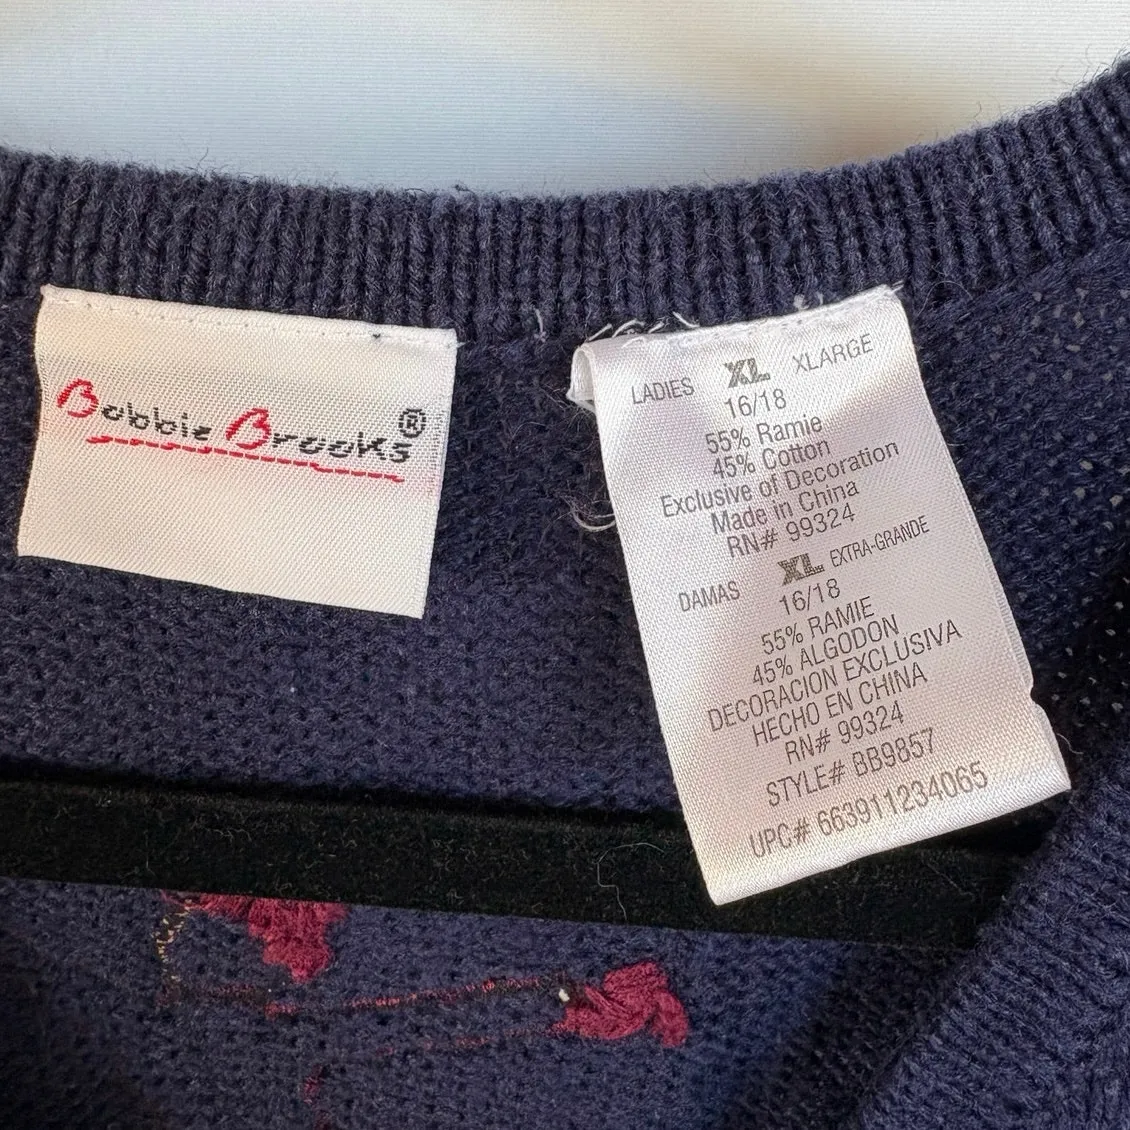 Bobbie Brooks®
LADIES XL XLARGE
16/18
55% Ramie
45% Cotton
Exclusive of Decoration
Made in China
RN# 99324
DAMAS XL EXTRA-GRANDE
16/18
55% RAMIE
45% ALGODON
DECORACION EXCLUSIVA
HECHO EN CHINA
RN# 99324
STYLE# BB9857
UPC# 663911234065